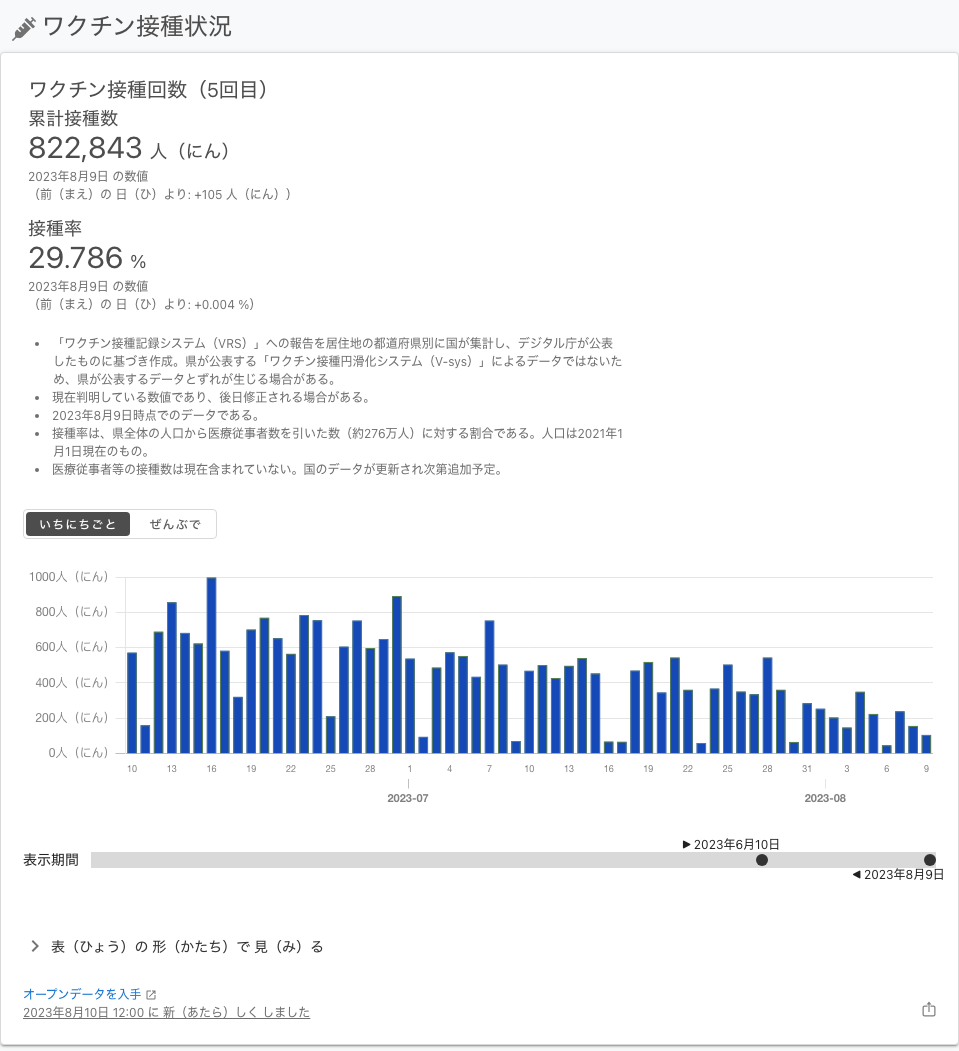 ワクチン接種状況
ワクチン接種回数（5回目）
累計接種数
822,843 人（にん）
2023年8月9日 の数値
（前（まえ）の 日（ひ）より: +105 人（にん））
接種率
29.786 %
2023年8月9日 の数値
（前（まえ）の 日（ひ）より: +0.004 %）
• 「ワクチン接種記録システム（VRS）」への報告を居住地の都道府県別に国が集計し、デジタル庁が公表
したものに基づき作成。県が公表する「ワクチン接種円滑化システム（V-sys）」によるデータではないた
め、県が公表するデータとずれが生じる場合がある。
• 現在判明している数値であり、後日修正される場合がある。
• 2023年8月9日時点でのデータである。
• 接種率は、県全体の人口から医療従事者数を引いた数（約276万人）に対する割合である。人口は2021年1
月1日現在のもの。
• 医療従事者等の接種数は現在含まれていない。国のデータが更新され次第追加予定。
いちにちごと ぜんぶで
1000人（にん）
800人（にん）
600人（にん）
400人（にん）
200人（にん）
0人（にん）
10 13 16 19 22 25 28 1 4 7 10 13 16 19 22 25 28 31 3 6 9
2023-07 2023-08
▶ 2023年6月10日
表示期間
◀ 2023年8月9日
表（ひょう）の 形（かたち）で 見（み）る
オープンデータを入手
2023年8月10日 12:00 に 新（あたら）しく しました